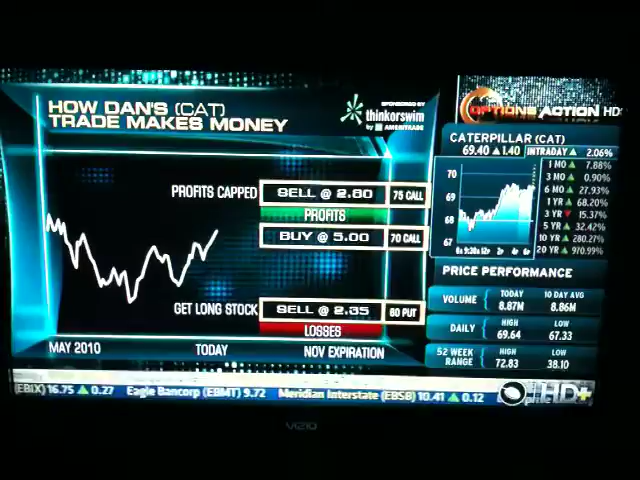 HOW DAN'S (CAT)
TRADE MAKES MONEY
SPONSORED BY
thinkorswim
by AMERITRADE
PROFITS CAPPED
SELL @ 2.80
75 CALL
PROFITS
BUY @ 5.00
70 CALL
GET LONG STOCK
SELL @ 2.35
60 PUT
LOSSES
MAY 2010
TODAY
NOV EXPIRATION
OPTIONS ACTION HD
CATERPILLAR (CAT)
69.40 ▲ 1.40
INTRADAY ▲ 2.06%
70
69
68
67
1 MO ▲ 7.88%
3 MO ▲ 0.90%
6 MO ▲ 27.93%
1 YR ▲ 68.20%
3 YR ▼ 15.37%
5 YR ▲ 32.42%
10 YR ▲ 280.27%
20 YR ▲ 970.99%
PRICE PERFORMANCE
VOLUME
TODAY
8.87M
10 DAY AVG
8.86M
DAILY
HIGH
69.64
LOW
67.33
52 WEEK
RANGE
HIGH
72.83
LOW
38.10
(EBIX) 16.75 ▲ 0.27 Eagle Bancorp (EBMT) 9.72 Meridian Interstate (EBSB) 10.41 ▲ 0.12
HD+
VIZIO